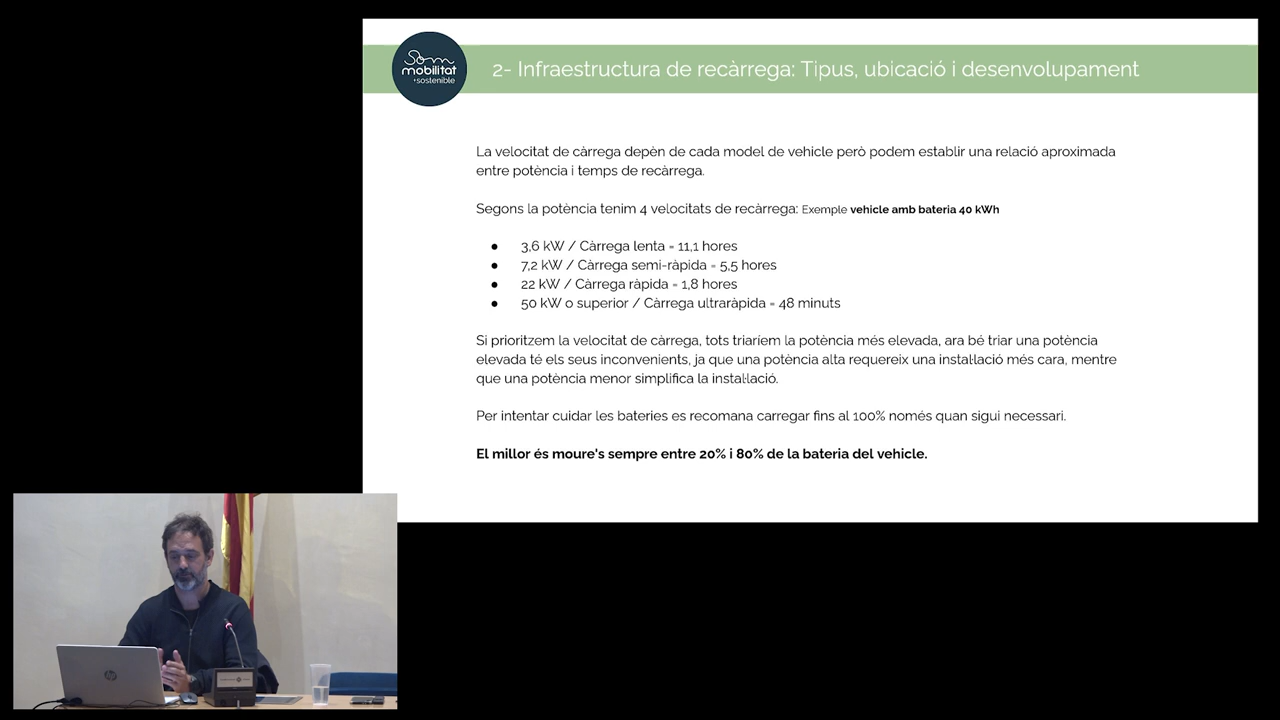 Som
mobilitat
+sostenible
2- Infraestructura de recàrrega: Tipus, ubicació i desenvolupament
La velocitat de càrrega depèn de cada model de vehicle però podem establir una relació aproximada
entre potència i temps de recàrrega.
Segons la potència tenim 4 velocitats de recàrrega: Exemple vehicle amb bateria 40 kWh
● 3,6 kW / Càrrega lenta = 11,1 hores
● 7,2 kW / Càrrega semi-ràpida = 5,5 hores
● 22 kW / Càrrega ràpida = 1,8 hores
● 50 kW o superior / Càrrega ultraràpida = 48 minuts
Si prioritzem la velocitat de càrrega, tots triaríem la potència més elevada, ara bé triar una potència
elevada té els seus inconvenients, ja que una potència alta requereix una instal·lació més cara, mentre
que una potència menor simplifica la instal·lació.
Per intentar cuidar les bateries es recomana carregar fins al 100% només quan sigui necessari.
El millor és moure's sempre entre 20% i 80% de la bateria del vehicle.
hp